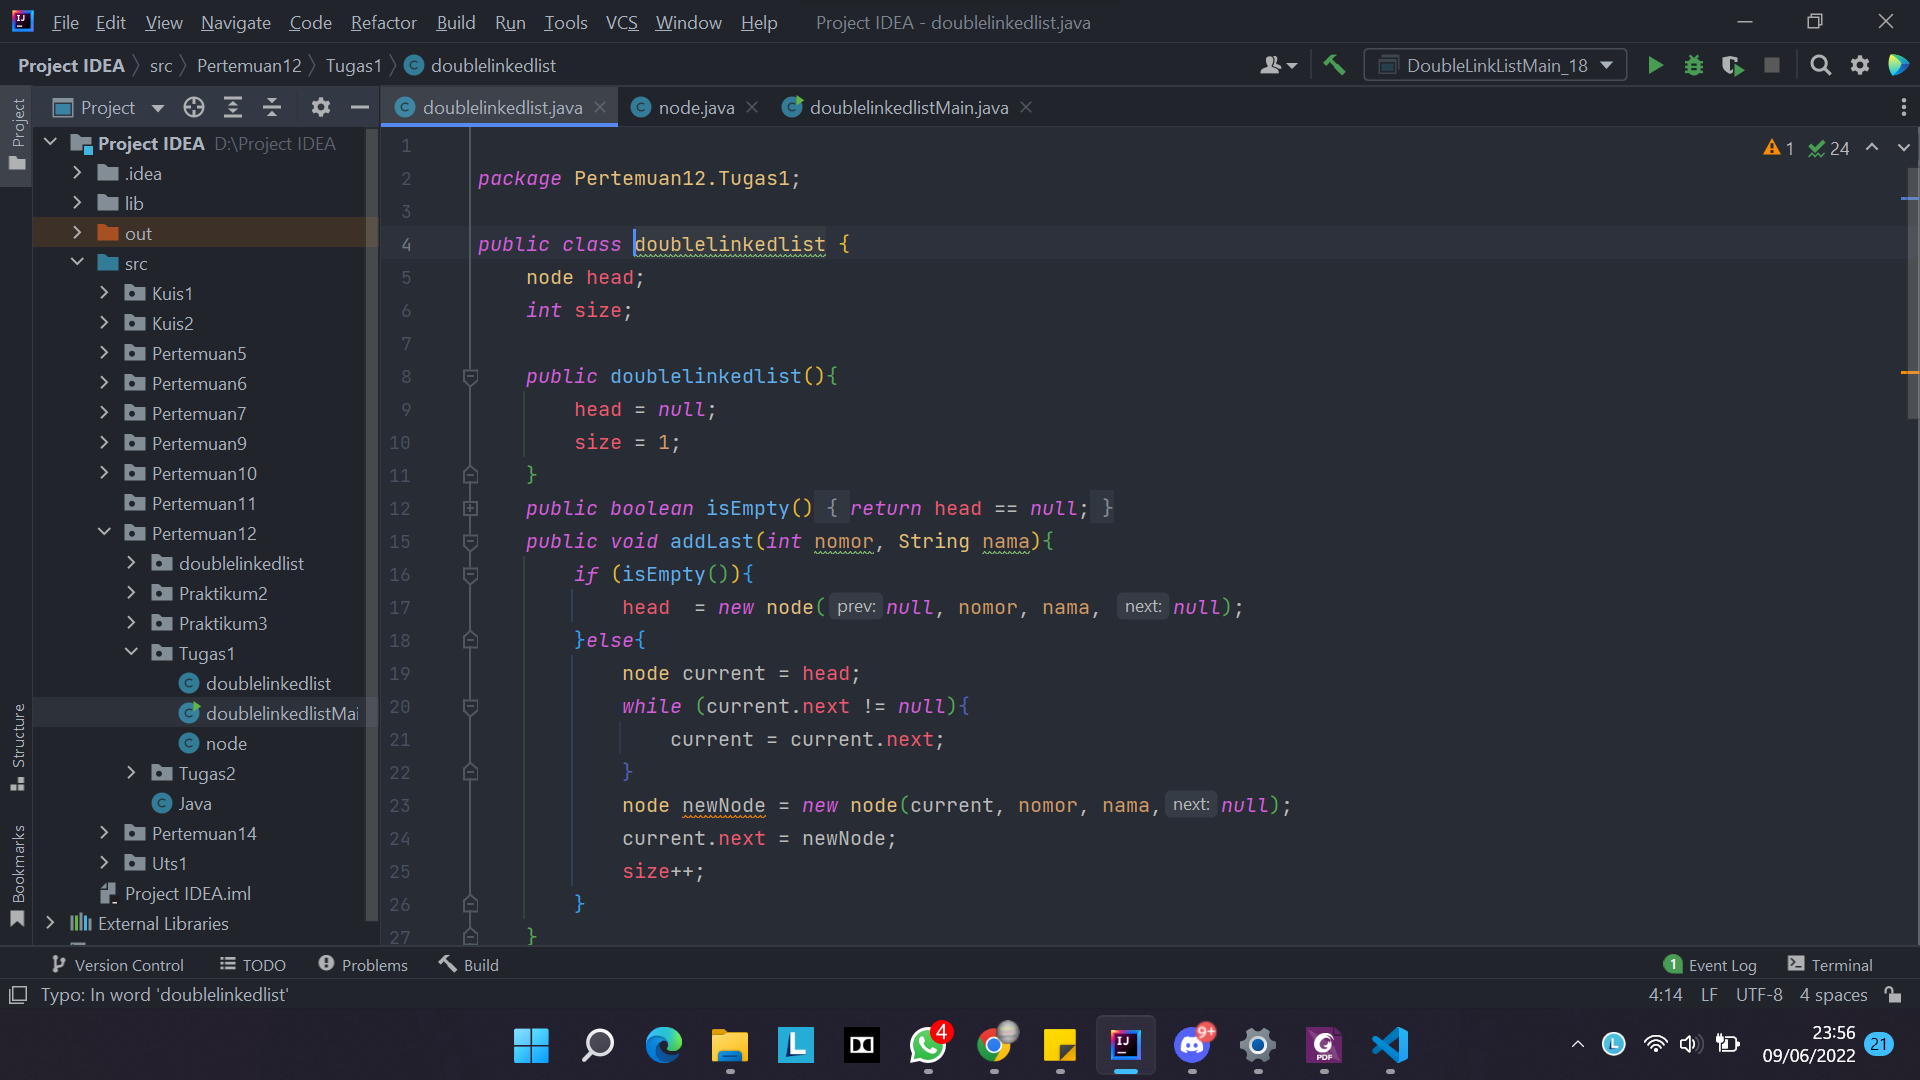 File Edit View Navigate Code Refactor Build Run Tools VCS Window Help Project IDEA - doublelinkedlist.java
Project IDEA src Pertemuan12 Tugas1 doublelinkedlist DoubleLinkListMain_18
Project doublelinkedlist.java node.java doublelinkedlistMain.java
Project
Project IDEA D:\Project IDEA
.idea
lib
out
src
Kuis1
Kuis2
Pertemuan5
Pertemuan6
Pertemuan7
Pertemuan9
Pertemuan10
Pertemuan11
Pertemuan12
doublelinkedlist
Praktikum2
Praktikum3
Tugas1
doublelinkedlist
doublelinkedlistMai
node
Tugas2
Java
Pertemuan14
Uts1
Project IDEA.iml
External Libraries
Structure
Bookmarks
1 24
1
2 package Pertemuan12.Tugas1;
3
4 public class doublelinkedlist {
5 node head;
6 int size;
7
8 public doublelinkedlist(){
9 head = null;
10 size = 1;
11 }
12 public boolean isEmpty() { return head == null; }
15 public void addLast(int nomor, String nama){
16 if (isEmpty()){
17 head  = new node( prev: null, nomor, nama, next: null);
18 }else{
19 node current = head;
20 while (current.next != null){
21 current = current.next;
22 }
23 node newNode = new node(current, nomor, nama, next: null);
24 current.next = newNode;
25 size++;
26 }
27 }
Version Control TODO Problems Build 1 Event Log Terminal
Typo: In word 'doublelinkedlist' 4:14 LF UTF-8 4 spaces
4 9+ 23:56
09/06/2022 21